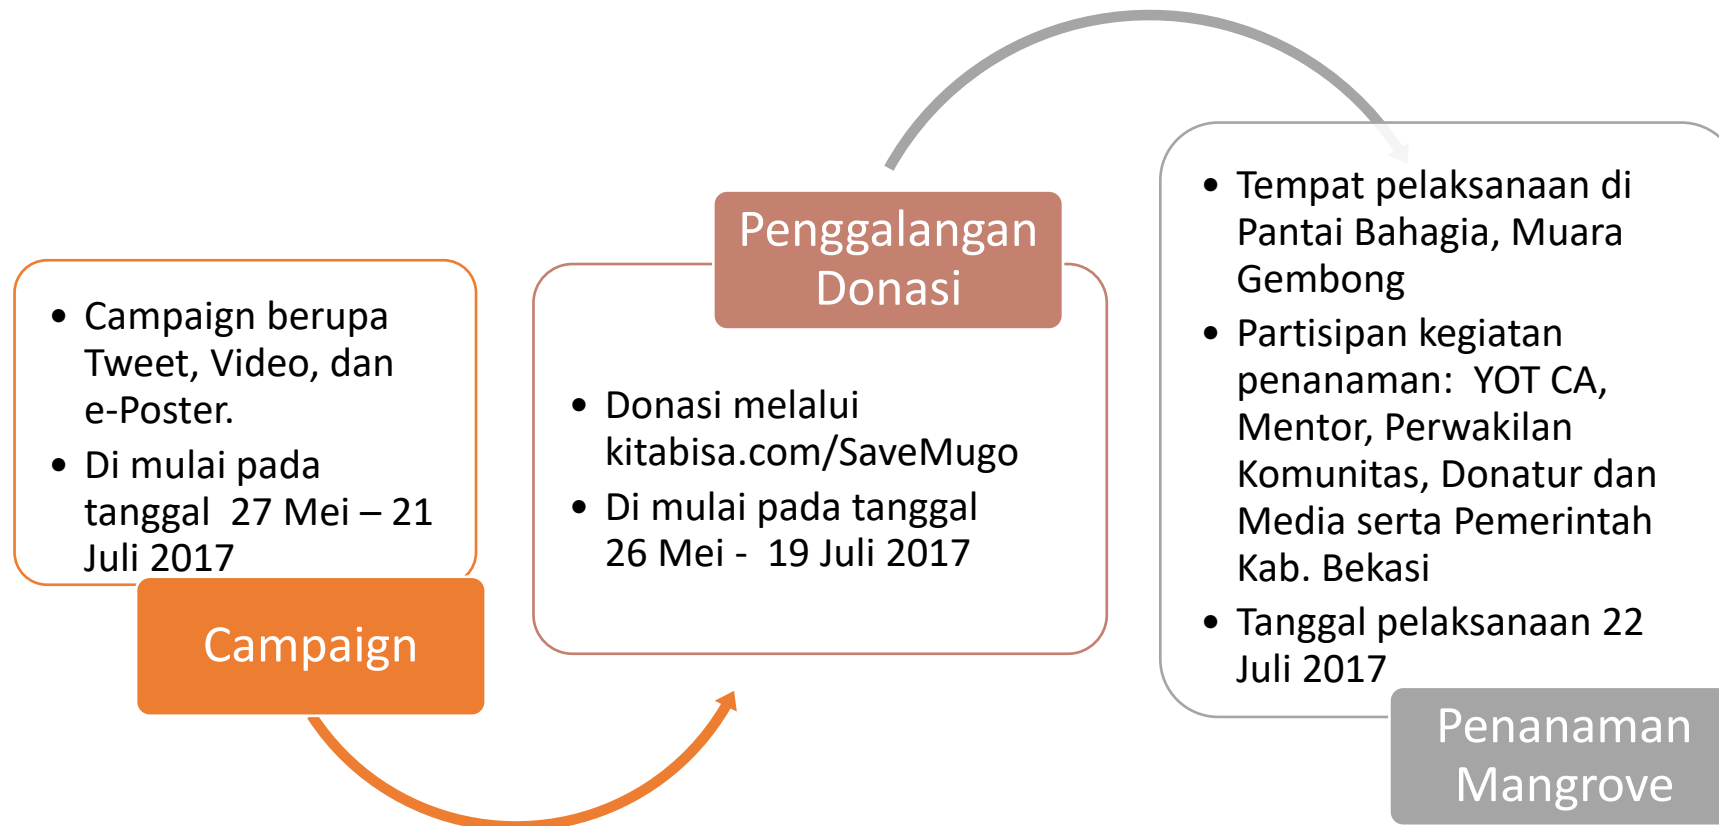 • Campaign berupa
Tweet, Video, dan
e-Poster.
• Di mulai pada
tanggal  27 Mei – 21
Juli 2017
Campaign
Penggalangan
Donasi
• Donasi melalui
kitabisa.com/SaveMugo
• Di mulai pada tanggal
26 Mei -  19 Juli 2017
• Tempat pelaksanaan di
Pantai Bahagia, Muara
Gembong
• Partisipan kegiatan
penanaman:  YOT CA,
Mentor, Perwakilan
Komunitas, Donatur dan
Media serta Pemerintah
Kab. Bekasi
• Tanggal pelaksanaan 22
Juli 2017
Penanaman
Mangrove